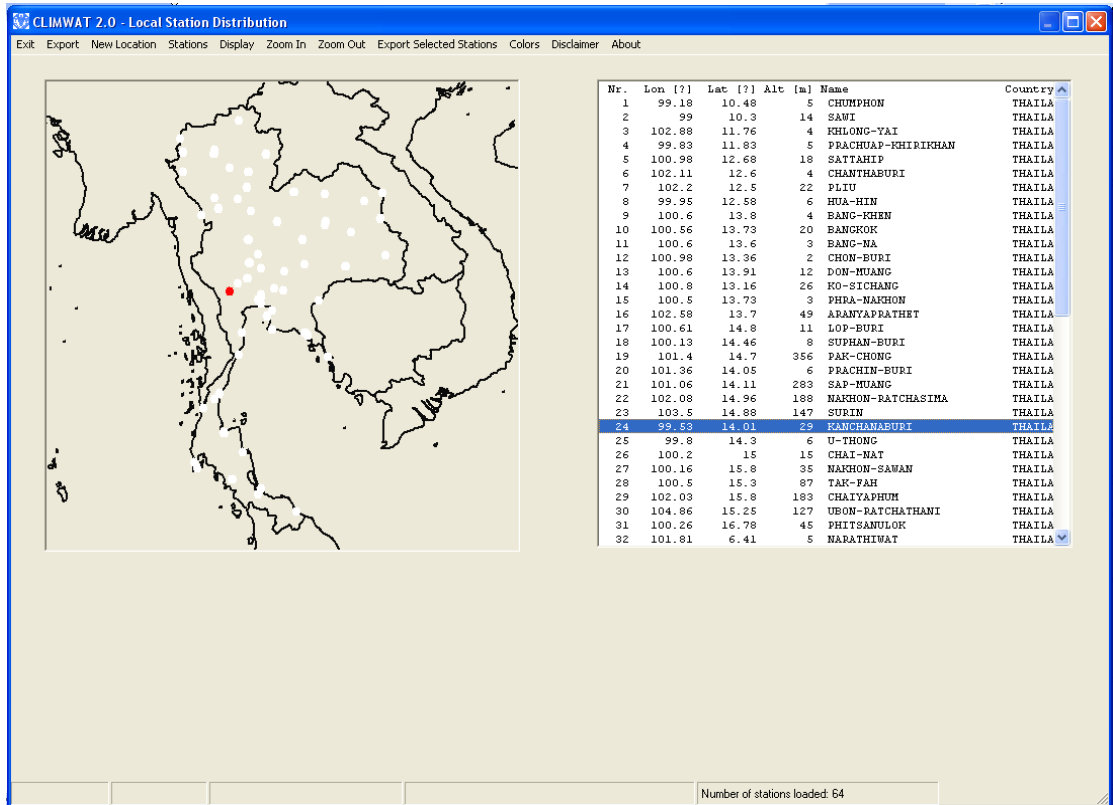 CLIMWAT 2.0 - Local Station Distribution
Exit Export New Location Stations Display Zoom In Zoom Out Export Selected Stations Colors Disclaimer About
Nr. Lon [?] Lat [?] Alt [m] Name Country
1 99.18 10.48 5 CHUMPHON THAILA
2 99 10.3 14 SAWI THAILA
3 102.88 11.76 4 KHLONG-YAI THAILA
4 99.83 11.83 5 PRACHUAP-KHIRIKHAN THAILA
5 100.98 12.68 18 SATTAHIP THAILA
6 102.11 12.6 4 CHANTHABURI THAILA
7 102.2 12.5 22 PLIU THAILA
8 99.95 12.58 6 HUA-HIN THAILA
9 100.6 13.8 4 BANG-KHEN THAILA
10 100.56 13.73 20 BANGKOK THAILA
11 100.6 13.6 3 BANG-NA THAILA
12 100.98 13.36 2 CHON-BURI THAILA
13 100.6 13.91 12 DON-MUANG THAILA
14 100.8 13.16 26 KO-SICHANG THAILA
15 100.5 13.73 3 PHRA-NAKHON THAILA
16 102.58 13.7 49 ARANYAPRATHET THAILA
17 100.61 14.8 11 LOP-BURI THAILA
18 100.13 14.46 8 SUPHAN-BURI THAILA
19 101.4 14.7 356 PAK-CHONG THAILA
20 101.36 14.05 6 PRACHIN-BURI THAILA
21 101.06 14.11 283 SAP-MUANG THAILA
22 102.08 14.96 188 NAKHON-RATCHASIMA THAILA
23 103.5 14.88 147 SURIN THAILA
24 99.53 14.01 29 KANCHANABURI THAILA
25 99.8 14.3 6 U-THONG THAILA
26 100.2 15 15 CHAI-NAT THAILA
27 100.16 15.8 35 NAKHON-SAWAN THAILA
28 100.5 15.3 87 TAK-FAH THAILA
29 102.03 15.8 183 CHAIYAPHUM THAILA
30 104.86 15.25 127 UBON-RATCHATHANI THAILA
31 100.26 16.78 45 PHITSANULOK THAILA
32 101.81 6.41 5 NARATHIWAT THAILA
Number of stations loaded: 64